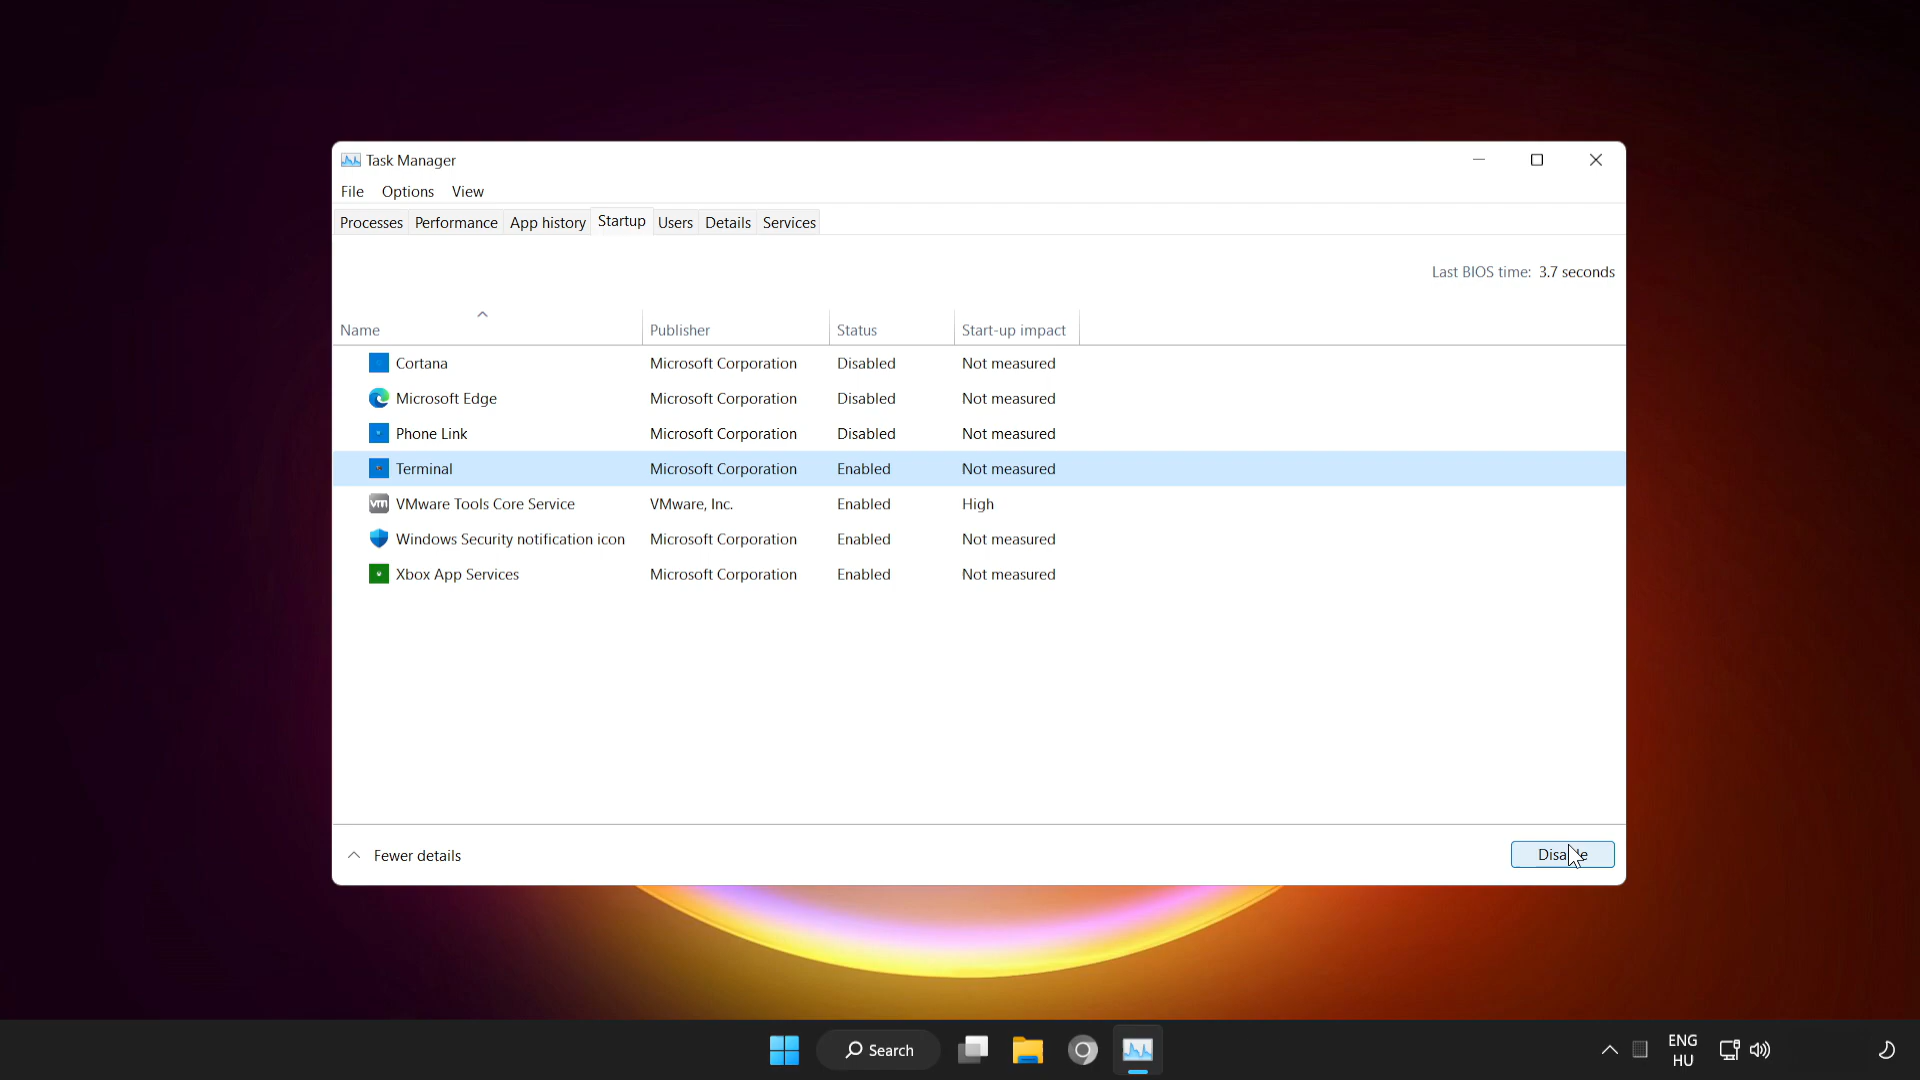 Task Manager
File Options View
Processes Performance App history Startup Users Details Services
Last BIOS time: 3.7 seconds
Name Publisher Status Start-up impact
Cortana Microsoft Corporation Disabled Not measured
Microsoft Edge Microsoft Corporation Disabled Not measured
Phone Link Microsoft Corporation Disabled Not measured
Terminal Microsoft Corporation Enabled Not measured
vm VMware Tools Core Service VMware, Inc. Enabled High
Windows Security notification icon Microsoft Corporation Enabled Not measured
Xbox App Services Microsoft Corporation Enabled Not measured
Fewer details Disable
Search
ENG
HU